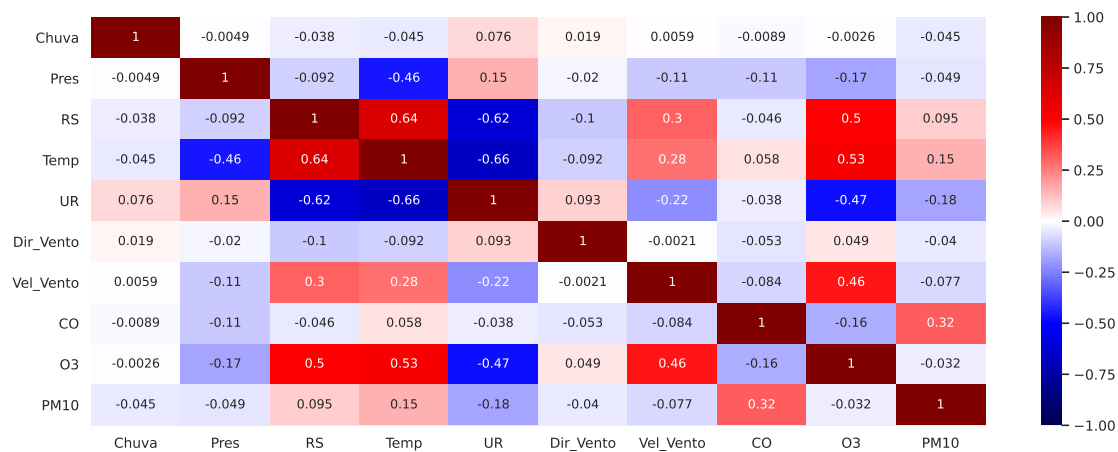 Chuva 1 -0.0049 -0.038 -0.045 0.076 0.019 0.0059 -0.0089 -0.0026 -0.045
Pres -0.0049 1 -0.092 -0.46 0.15 -0.02 -0.11 -0.11 -0.17 -0.049
RS -0.038 -0.092 1 0.64 -0.62 -0.1 0.3 -0.046 0.5 0.095
Temp -0.045 -0.46 0.64 1 -0.66 -0.092 0.28 0.058 0.53 0.15
UR 0.076 0.15 -0.62 -0.66 1 0.093 -0.22 -0.038 -0.47 -0.18
Dir_Vento 0.019 -0.02 -0.1 -0.092 0.093 1 -0.0021 -0.053 0.049 -0.04
Vel_Vento 0.0059 -0.11 0.3 0.28 -0.22 -0.0021 1 -0.084 0.46 -0.077
CO -0.0089 -0.11 -0.046 0.058 -0.038 -0.053 -0.084 1 -0.16 0.32
O3 -0.0026 -0.17 0.5 0.53 -0.47 0.049 0.46 -0.16 1 -0.032
PM10 -0.045 -0.049 0.095 0.15 -0.18 -0.04 -0.077 0.32 -0.032 1
Chuva Pres RS Temp UR Dir_Vento Vel_Vento CO O3 PM10
1.00
0.75
0.50
0.25
0.00
−0.25
−0.50
−0.75
−1.00